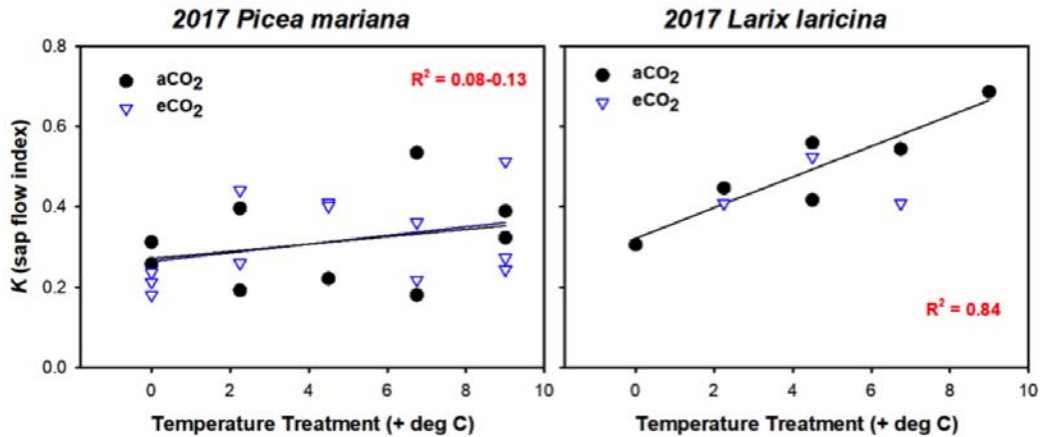 2017 Picea mariana
2017 Larix laricina
K (sap flow index)
0.8
0.6
0.4
0.2
0.0
aCO2
eCO2
R2 = 0.08-0.13
0
2
4
6
8
10
Temperature Treatment (+ deg C)
aCO2
eCO2
R2 = 0.84
0
2
4
6
8
10
Temperature Treatment (+ deg C)